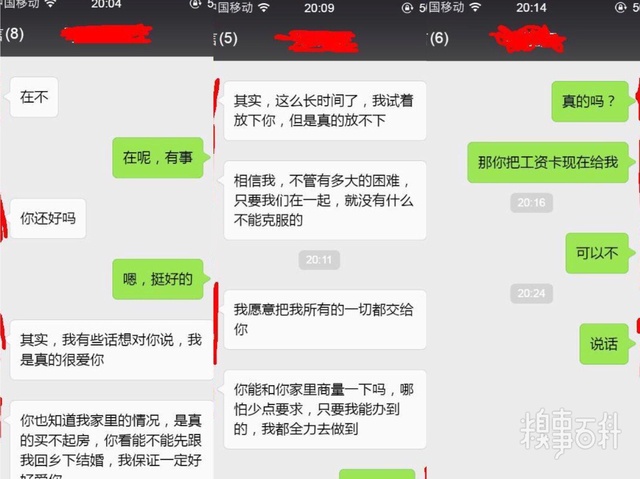 中国移动
20:04
信(8)
在不
在呢，有事
你还好吗
嗯，挺好的
其实，我有些话想对你说，我
是真的很爱你
你也知道我家里的情况，是真
的买不起房，你看能不能先跟
我回乡下结婚，我保证一定好
好爱你
中国移动
20:09
(5)
其实，这么长时间了，我试着
放下你，但是真的放不下
相信我，不管有多大的困难，
只要我们在一起，就没有什么
不能克服的
20:11
我愿意把我所有的一切都交给
你
你能和你家里商量一下吗，哪
怕少点要求，只要我能办到
的，我都全力去做到
中国移动
20:14
(6)
真的吗？
那你把工资卡现在给我
20:16
可以不
20:24
说话
糗事百科